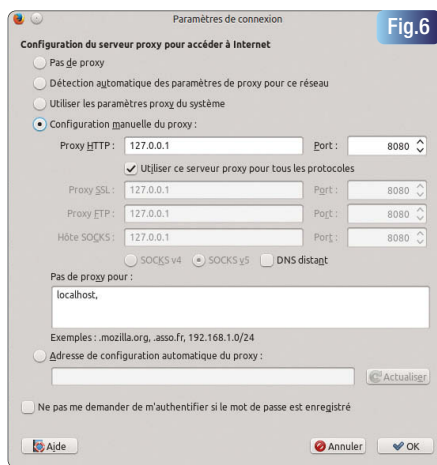 Paramètres de connexion
Fig.6
Configuration du serveur proxy pour accéder à Internet
Pas de proxy
Détection automatique des paramètres de proxy pour ce réseau
Utiliser les paramètres proxy du système
Configuration manuelle du proxy :
Proxy HTTP : 127.0.0.1 Port : 8080
Utiliser ce serveur proxy pour tous les protocoles
Proxy SSL : 127.0.0.1 Port : 8080
Proxy FTP : 127.0.0.1 Port : 8080
Hôte SOCKS : 127.0.0.1 Port : 8080
SOCKS v4 SOCKS v5 DNS distant
Pas de proxy pour :
localhost,
Exemples : .mozilla.org, .asso.fr, 192.168.1.0/24
Adresse de configuration automatique du proxy :
Actualiser
Ne pas me demander de m'authentifier si le mot de passe est enregistré
Aide Annuler OK